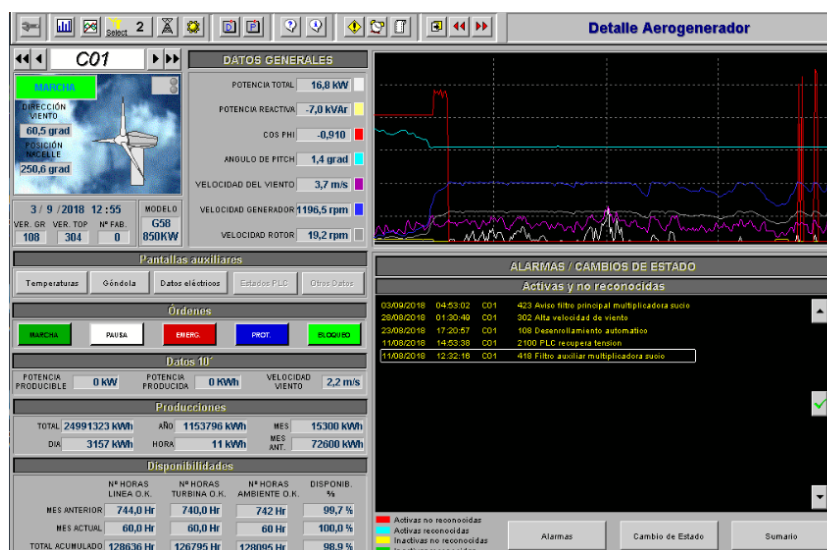 Select 2
Detalle Aerogenerador
C01
MARCHA
DIRECCIÓN VIENTO
60,5 grad
POSICIÓN NACELLE
250,6 grad
3 / 9 /2018 12 :55
MODELO
VER. GR VER. TOP Nº FAB.
108 304 0
G58
850KW
DATOS GENERALES
POTENCIA TOTAL 16,8 kW
POTENCIA REACTIVA -7,0 kVAr
COS PHI -0,910
ANGULO DE PITCH 1,4 grad
VELOCIDAD DEL VIENTO 3,7 m/s
VELOCIDAD GENERADOR 1196,5 rpm
VELOCIDAD ROTOR 19,2 rpm
Pantallas auxiliares
Temperaturas Góndola Datos eléctricos Estados PLC Otros Datos
Órdenes
MARCHA PAUSA EMERG. PROT. BLOQUEO
Datos 10´
POTENCIA PRODUCIBLE 0 kW POTENCIA PRODUCIDA 0 KWh VELOCIDAD VIENTO 2,2 m/s
Producciones
TOTAL 24991323 kWh AÑO 1153796 kWh MES 15300 kWh
DIA 3157 kWh HORA 11 kWh MES ANT. 72600 kWh
Disponibilidades
Nº HORAS LINEA O.K. Nº HORAS TURBINA O.K. Nº HORAS AMBIENTE O.K. DISPONIB. %
MES ANTERIOR 744,0 Hr 740,0 Hr 742 Hr 99,7 %
MES ACTUAL 60,0 Hr 60,0 Hr 60 Hr 100,0 %
TOTAL ACUMULADO 128636 Hr 126795 Hr 128095 Hr 98,9 %
ALARMAS / CAMBIOS DE ESTADO
Activas y no reconocidas
03/09/2018 04:53:02 C01 423 Aviso filtro principal multiplicadora sucio
29/08/2018 01:30:49 C01 302 Alta velocidad de viento
23/08/2018 17:20:57 C01 108 Desenrollamiento automatico
11/08/2018 14:53:38 C01 2100 PLC recupera tension
11/08/2018 12:32:16 C01 418 Filtro auxiliar multiplicadora sucio
Activas no reconocidas
Activas reconocidas
Inactivas no reconocidas
Alarmas Cambio de Estado Sumario